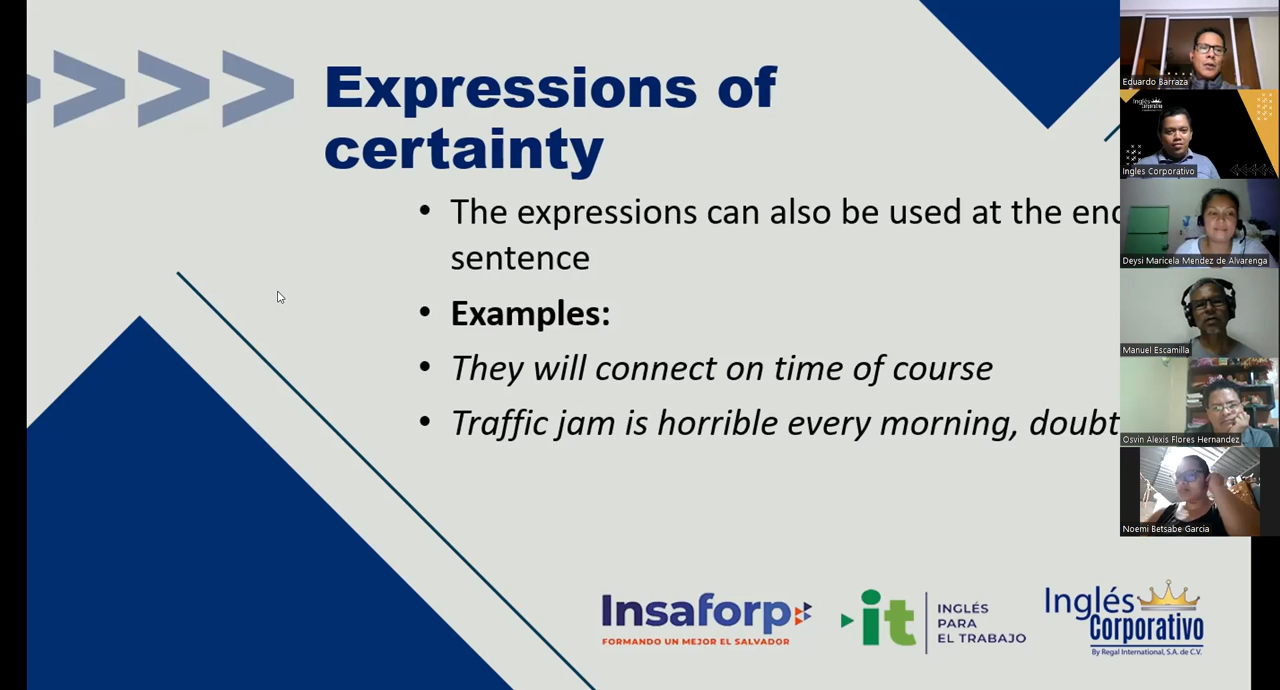 Expressions of
certainty
• The expressions can also be used at the end
sentence
• Examples:
• They will connect on time of course
• Traffic jam is horrible every morning, doubt
Insaforp
FORMANDO UN MEJOR EL SALVADOR
it
INGLÉS
PARA
EL TRABAJO
Inglés
Corporativo
By Regal International, S.A. de C.V.
Eduardo Barraza
Inglés
Corporativo
Ingles Corporativo
Deysi Maricela Mendez de Alvarenga
Manuel Escamilla
Osvin Alexis Flores Hernandez
Noemi Betsabe Garcia